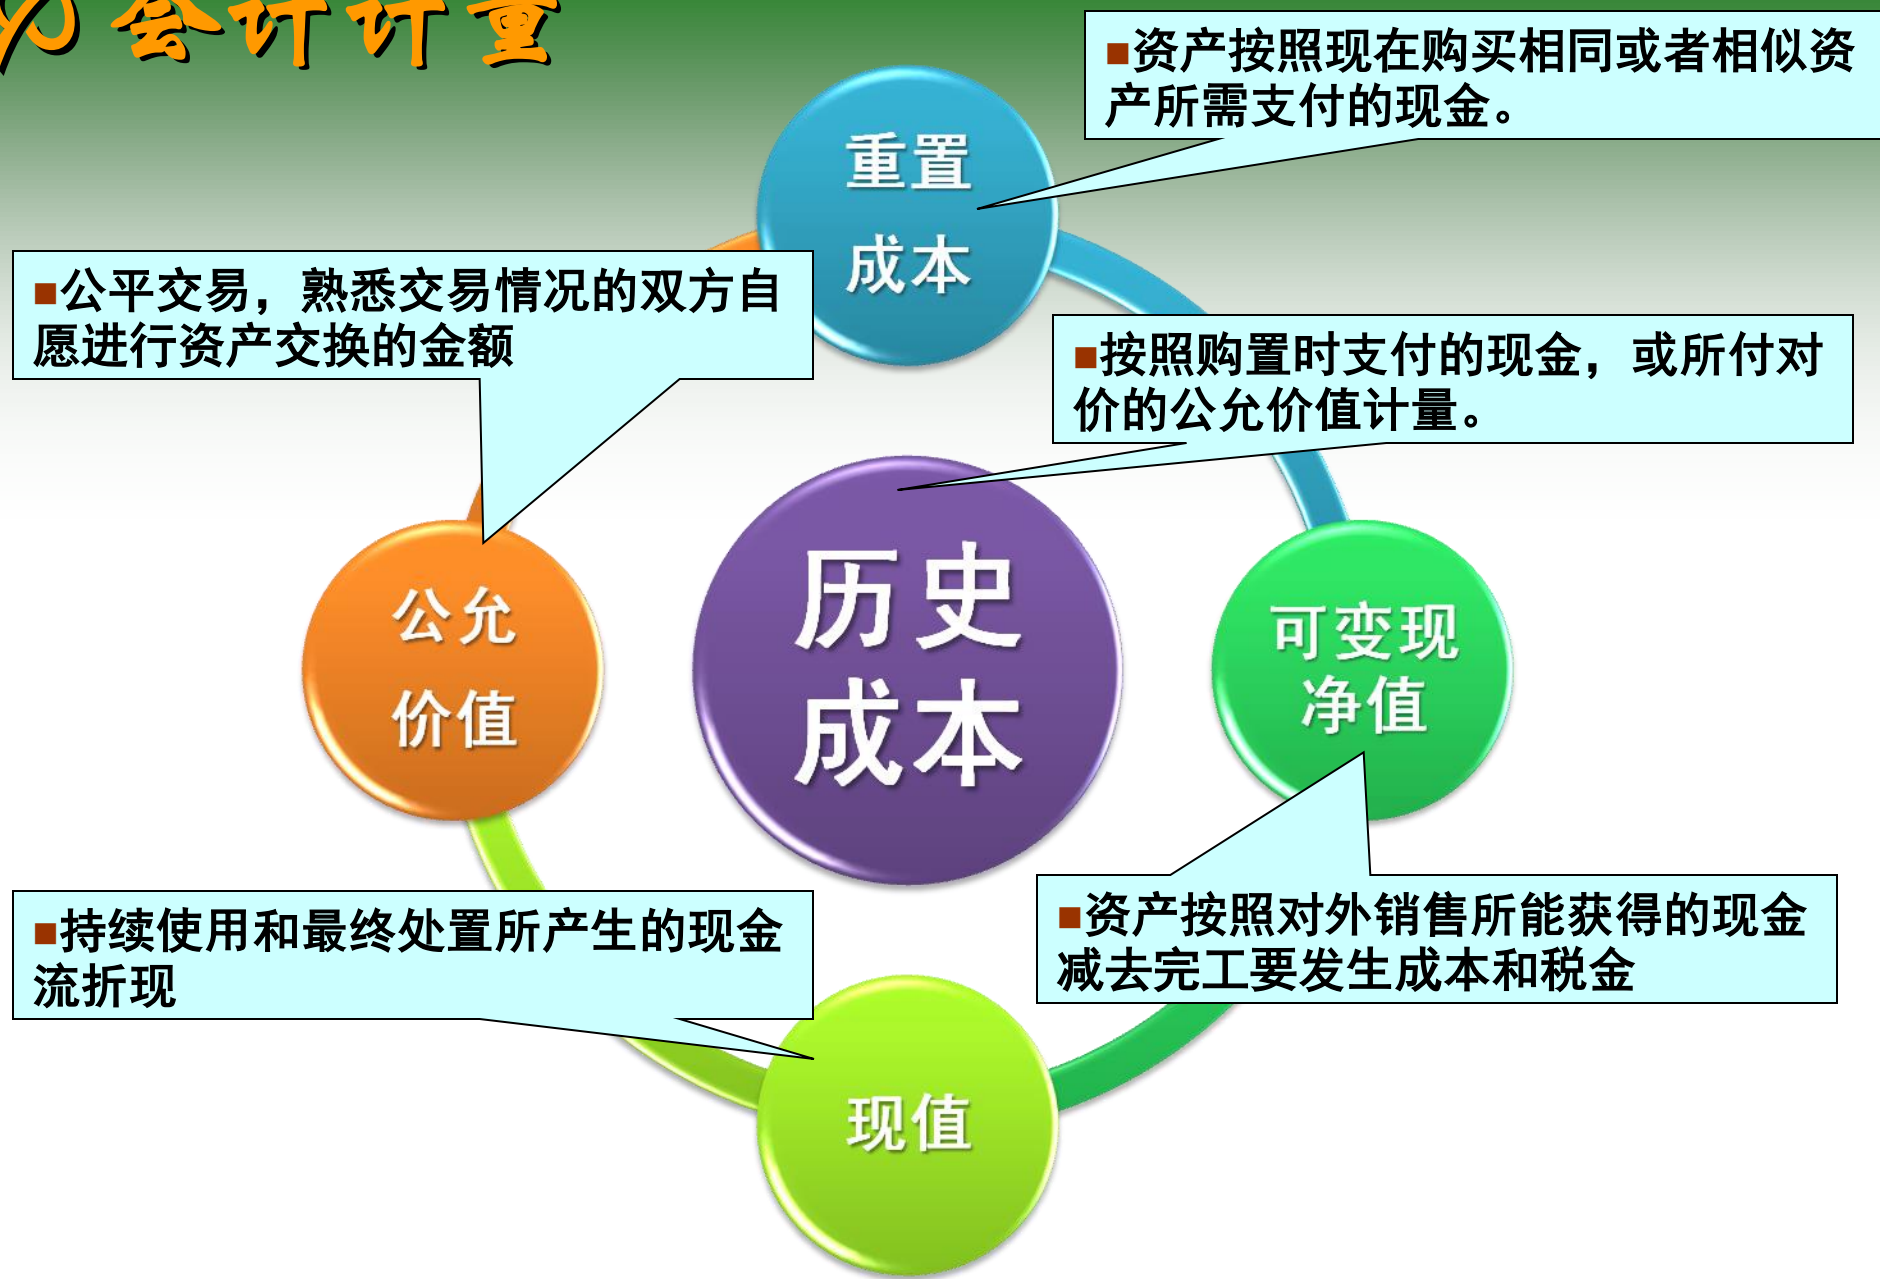 会计计量
■资产按照现在购买相同或者相似资
产所需支付的现金。
重置
成本
■公平交易，熟悉交易情况的双方自
愿进行资产交换的金额
■按照购置时支付的现金，或所付对
价的公允价值计量。
历史
成本
公允
价值
可变现
净值
■持续使用和最终处置所产生的现金
流折现
■资产按照对外销售所能获得的现金
减去完工要发生成本和税金
现值